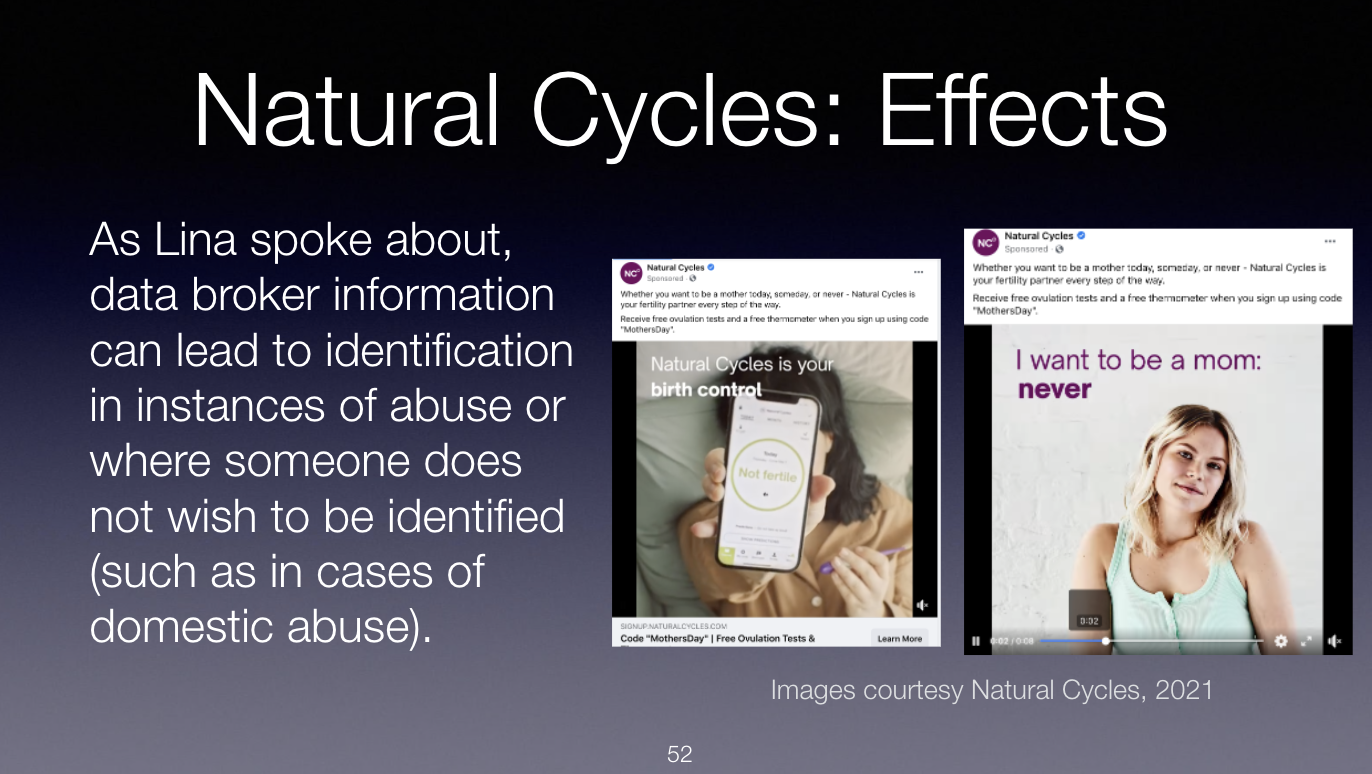 Natural Cycles: Effects
As Lina spoke about,
data broker information
can lead to identification
in instances of abuse or
where someone does
not wish to be identified
(such as in cases of
domestic abuse).
NC°
Natural Cycles
Sponsored ·
Whether you want to be a mother today, someday, or never - Natural Cycles is
your fertility partner every step of the way.
Receive free ovulation tests and a free thermometer when you sign up using code
"MothersDay".
Natural Cycles is your
birth control
Today
Not fertile
SIGNUP.NATURALCYCLES.COM
Code "MothersDay" | Free Ovulation Tests &
Learn More
NC°
Natural Cycles
Sponsored ·
Whether you want to be a mother today, someday, or never - Natural Cycles is
your fertility partner every step of the way.
Receive free ovulation tests and a free thermometer when you sign up using code
"MothersDay".
I want to be a mom:
never
0:02
0:02 / 0:08
Images courtesy Natural Cycles, 2021
52